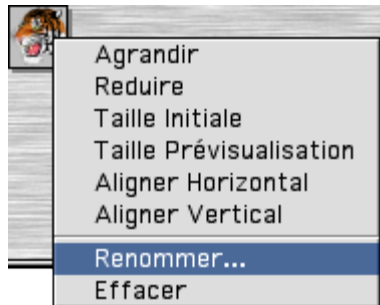 Agrandir
Reduire
Taille Initiale
Taille Prévisualisation
Aligner Horizontal
Aligner Vertical
Renommer...
Effacer